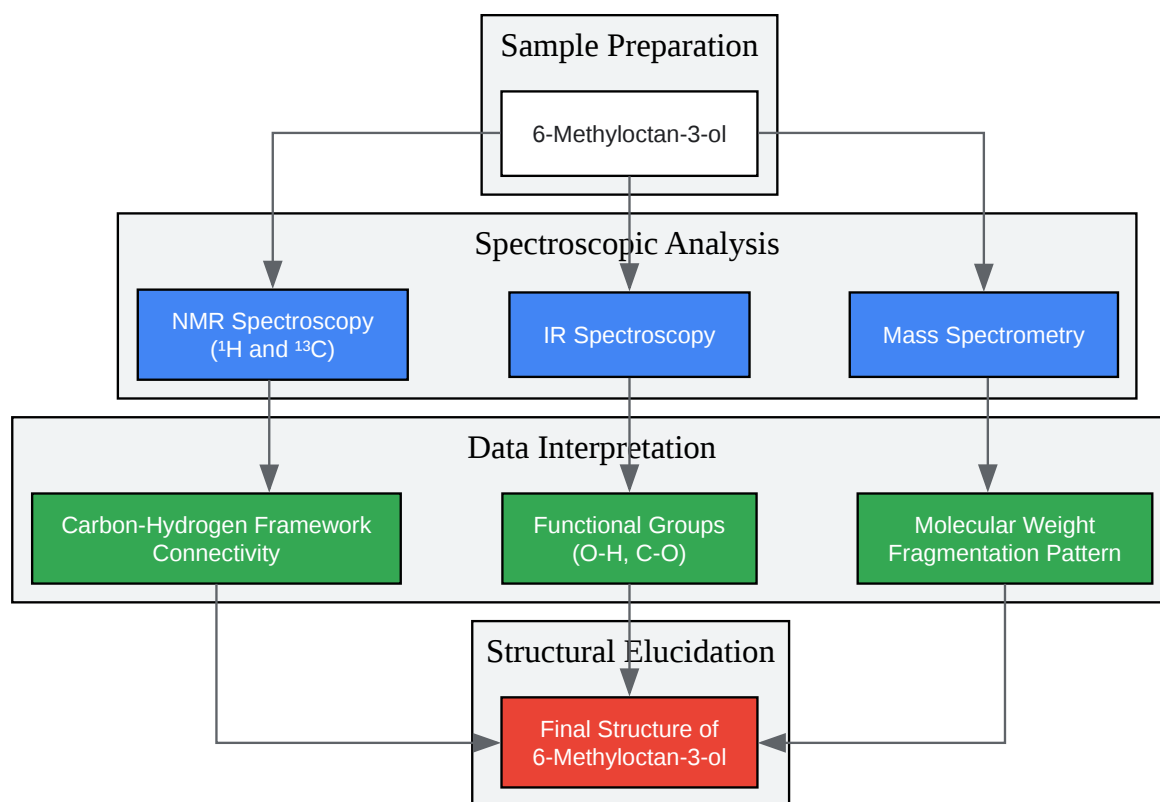 Sample Preparation
6-Methyloctan-3-ol
Spectroscopic Analysis
NMR Spectroscopy
(¹H and ¹³C)
IR Spectroscopy
Mass Spectrometry
Data Interpretation
Carbon-Hydrogen Framework
Connectivity
Functional Groups
(O-H, C-O)
Molecular Weight
Fragmentation Pattern
Structural Elucidation
Final Structure of
6-Methyloctan-3-ol